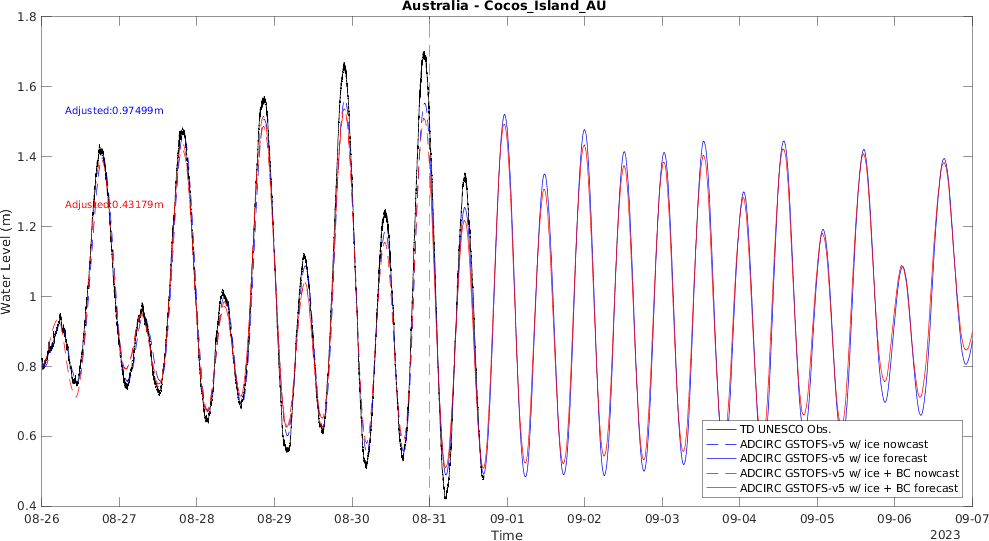 Australia - Cocos_Island_AU
1.8
1.6
1.4
1.2
1
0.8
0.6
0.4
Water Level (m)
Adjusted:0.97499m
Adjusted:0.43179m
TD UNESCO Obs.
ADCIRC GSTOFS-v5 w/ ice nowcast
ADCIRC GSTOFS-v5 w/ ice forecast
ADCIRC GSTOFS-v5 w/ ice + BC nowcast
ADCIRC GSTOFS-v5 w/ ice + BC forecast
08-26 08-27 08-28 08-29 08-30 08-31 09-01 09-02 09-03 09-04 09-05 09-06 09-07
Time
2023